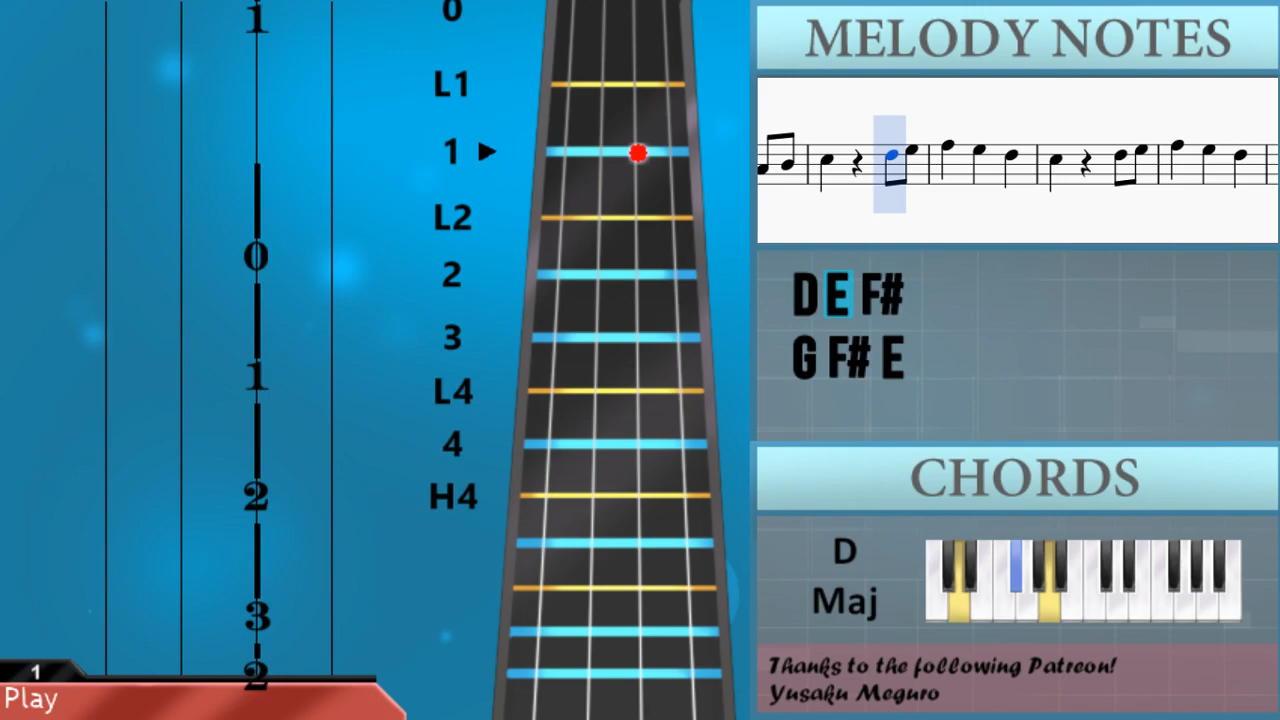 1
0
1
2
3
2
1
Play
0
L1
1
L2
2
3
L4
4
H4
MELODY NOTES
D E F#
G F# E
CHORDS
D
Maj
Thanks to the following Patreon!
Yusaku Meguro